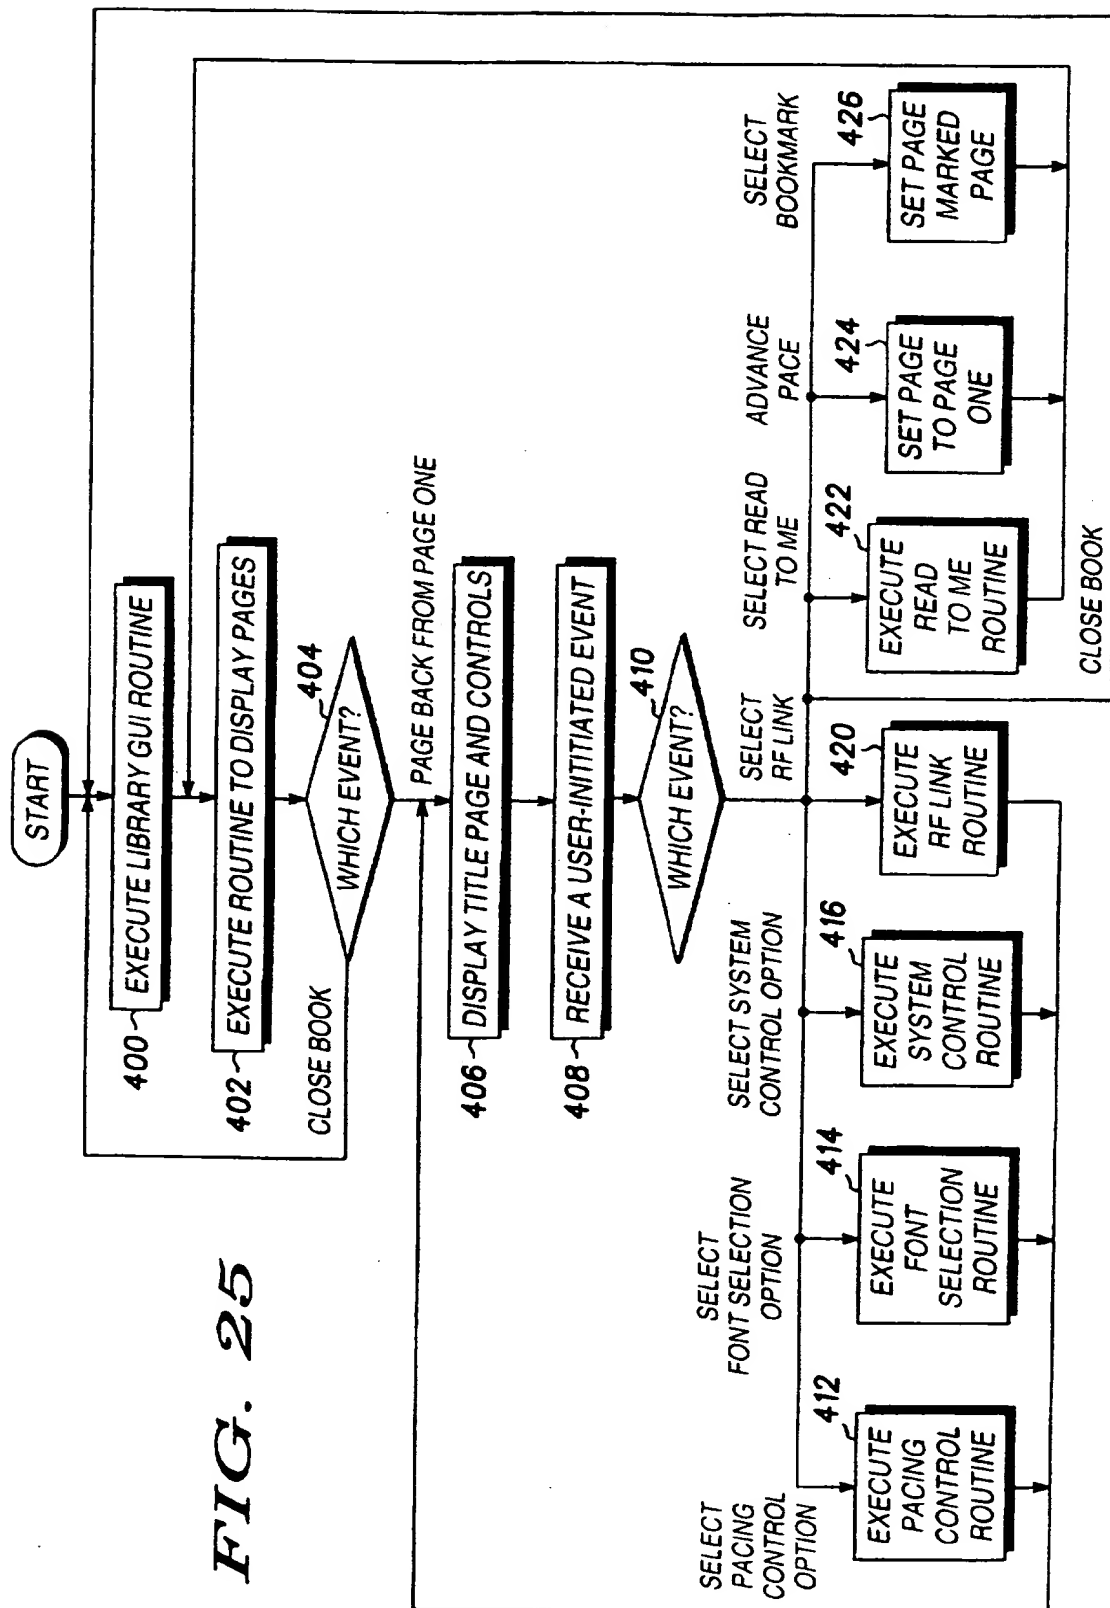 START
400
EXECUTE LIBRARY GUI ROUTINE
402
EXECUTE ROUTINE TO DISPLAY PAGES
404
WHICH EVENT?
CLOSE BOOK
PAGE BACK FROM PAGE ONE
406
DISPLAY TITLE PAGE AND CONTROLS
408
RECEIVE A USER-INITIATED EVENT
410
WHICH EVENT?
SELECT
PACING
CONTROL
OPTION
412
EXECUTE
PACING
CONTROL
ROUTINE
SELECT
FONT SELECTION
OPTION
414
EXECUTE
FONT
SELECTION
ROUTINE
SELECT SYSTEM
CONTROL OPTION
416
EXECUTE
SYSTEM
CONTROL
ROUTINE
SELECT
RF LINK
420
EXECUTE
RF LINK
ROUTINE
SELECT READ
TO ME
422
EXECUTE
READ
TO ME
ROUTINE
ADVANCE
PACE
424
SET PAGE
TO PAGE
ONE
SELECT
BOOKMARK
426
SET PAGE
MARKED
PAGE
CLOSE BOOK
FIG. 25